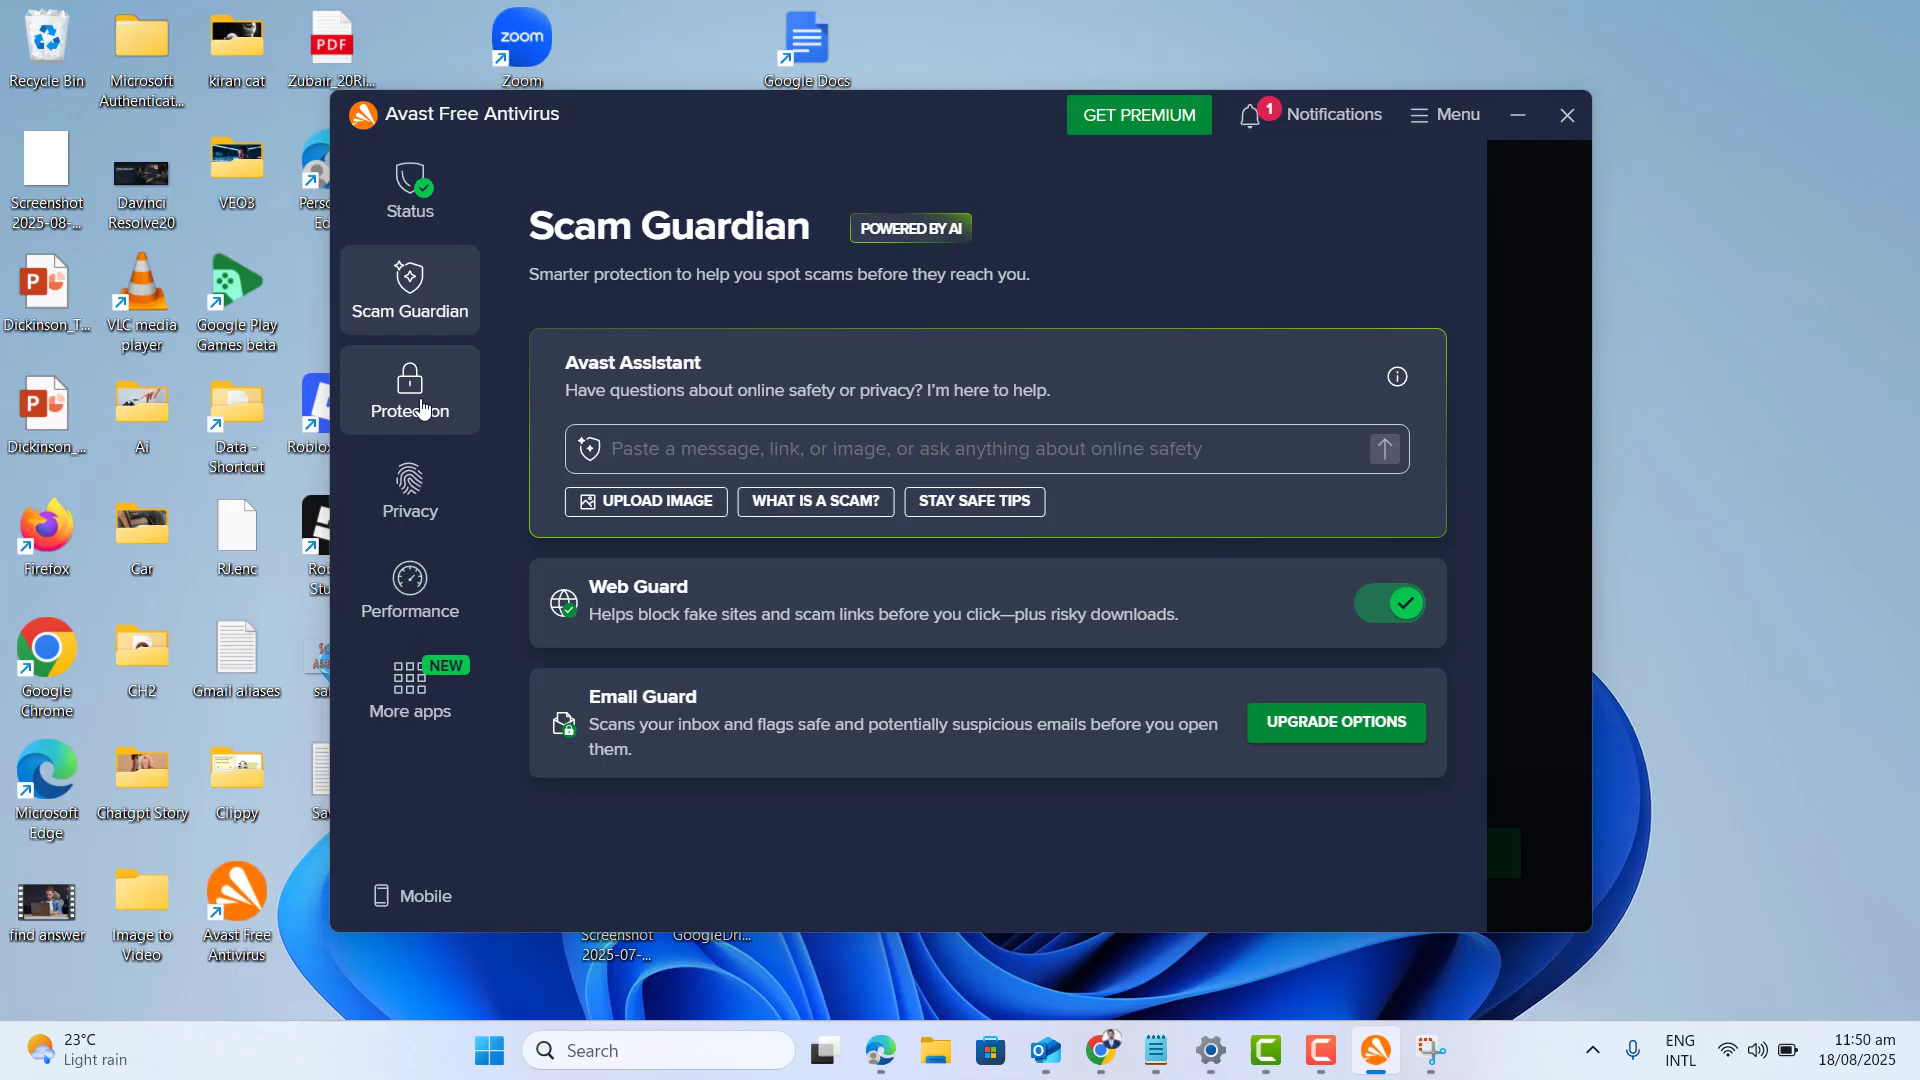 Recycle Bin
Microsoft
Authenticat...
kiran cat
PDF
Zubair_20Ri...
zoom
Zoom
Google Docs
Screenshot
2025-08-...
Davinci
Resolve20
VEO3
Dickinson_T...
VLC media
player
Google Play
Games beta
Dickinson_...
Ai
Data -
Shortcut
Firefox
Car
RJ.enc
Google
Chrome
CH2
Gmail aliases
Microsoft
Edge
Chatgpt Story
Clippy
find answer
Image to
Video
Avast Free
Antivirus
Screenshot
2025-07-...
GoogleDri...
Avast Free Antivirus
GET PREMIUM
1
Notifications
Menu
Status
Scam Guardian
Protection
Privacy
Performance
NEW
More apps
Mobile
Scam Guardian
POWERED BY AI
Smarter protection to help you spot scams before they reach you.
Avast Assistant
Have questions about online safety or privacy? I'm here to help.
Paste a message, link, or image, or ask anything about online safety
UPLOAD IMAGE
WHAT IS A SCAM?
STAY SAFE TIPS
Web Guard
Helps block fake sites and scam links before you click—plus risky downloads.
Email Guard
Scans your inbox and flags safe and potentially suspicious emails before you open
them.
UPGRADE OPTIONS
23°C
Light rain
Search
ENG
INTL
11:50 am
18/08/2025